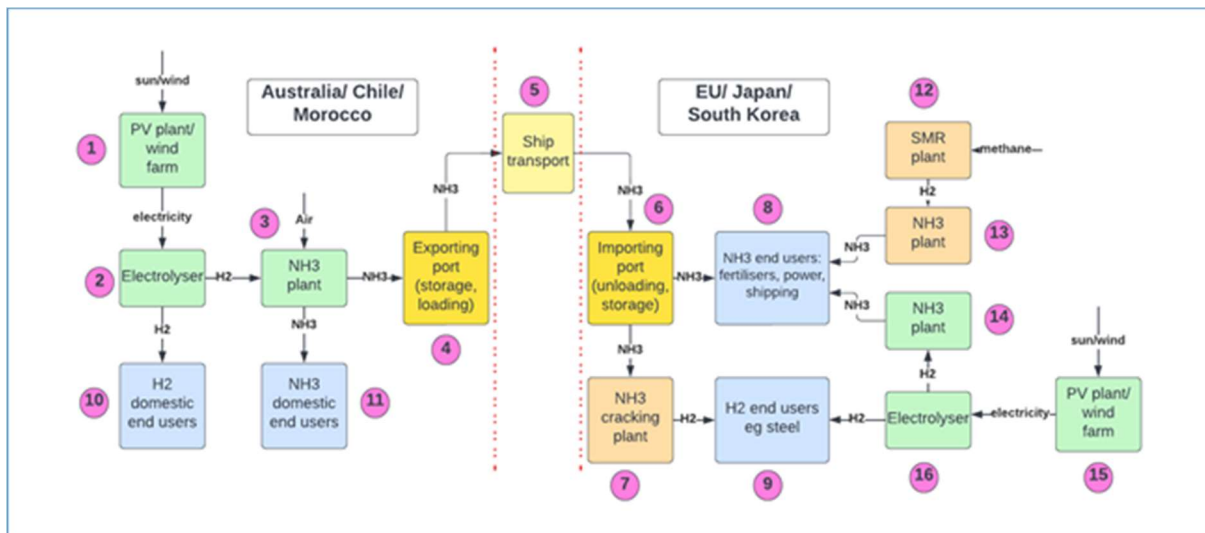 sun/wind
Australia/ Chile/
Morocco
5
EU/ Japan/
South Korea
12
1
PV plant/
wind
farm
Ship
transport
SMR
plant
methane
electricity
3
Air
NH3
NH3
6
8
H2
2
Electrolyser
H2
NH3
plant
NH3
Exporting
port
(storage,
loading)
Importing
port
(unloading,
storage)
NH3
NH3 end users:
fertilisers, power,
shipping
NH3
NH3
plant
13
H2
NH3
4
NH3
NH3
NH3
plant
14
sun/wind
10
H2
domestic
end users
NH3
domestic
end users
11
NH3
cracking
plant
H2
H2 end users
eg steel
H2
H2
Electrolyser
electricity
PV plant/
wind
farm
7
9
16
15